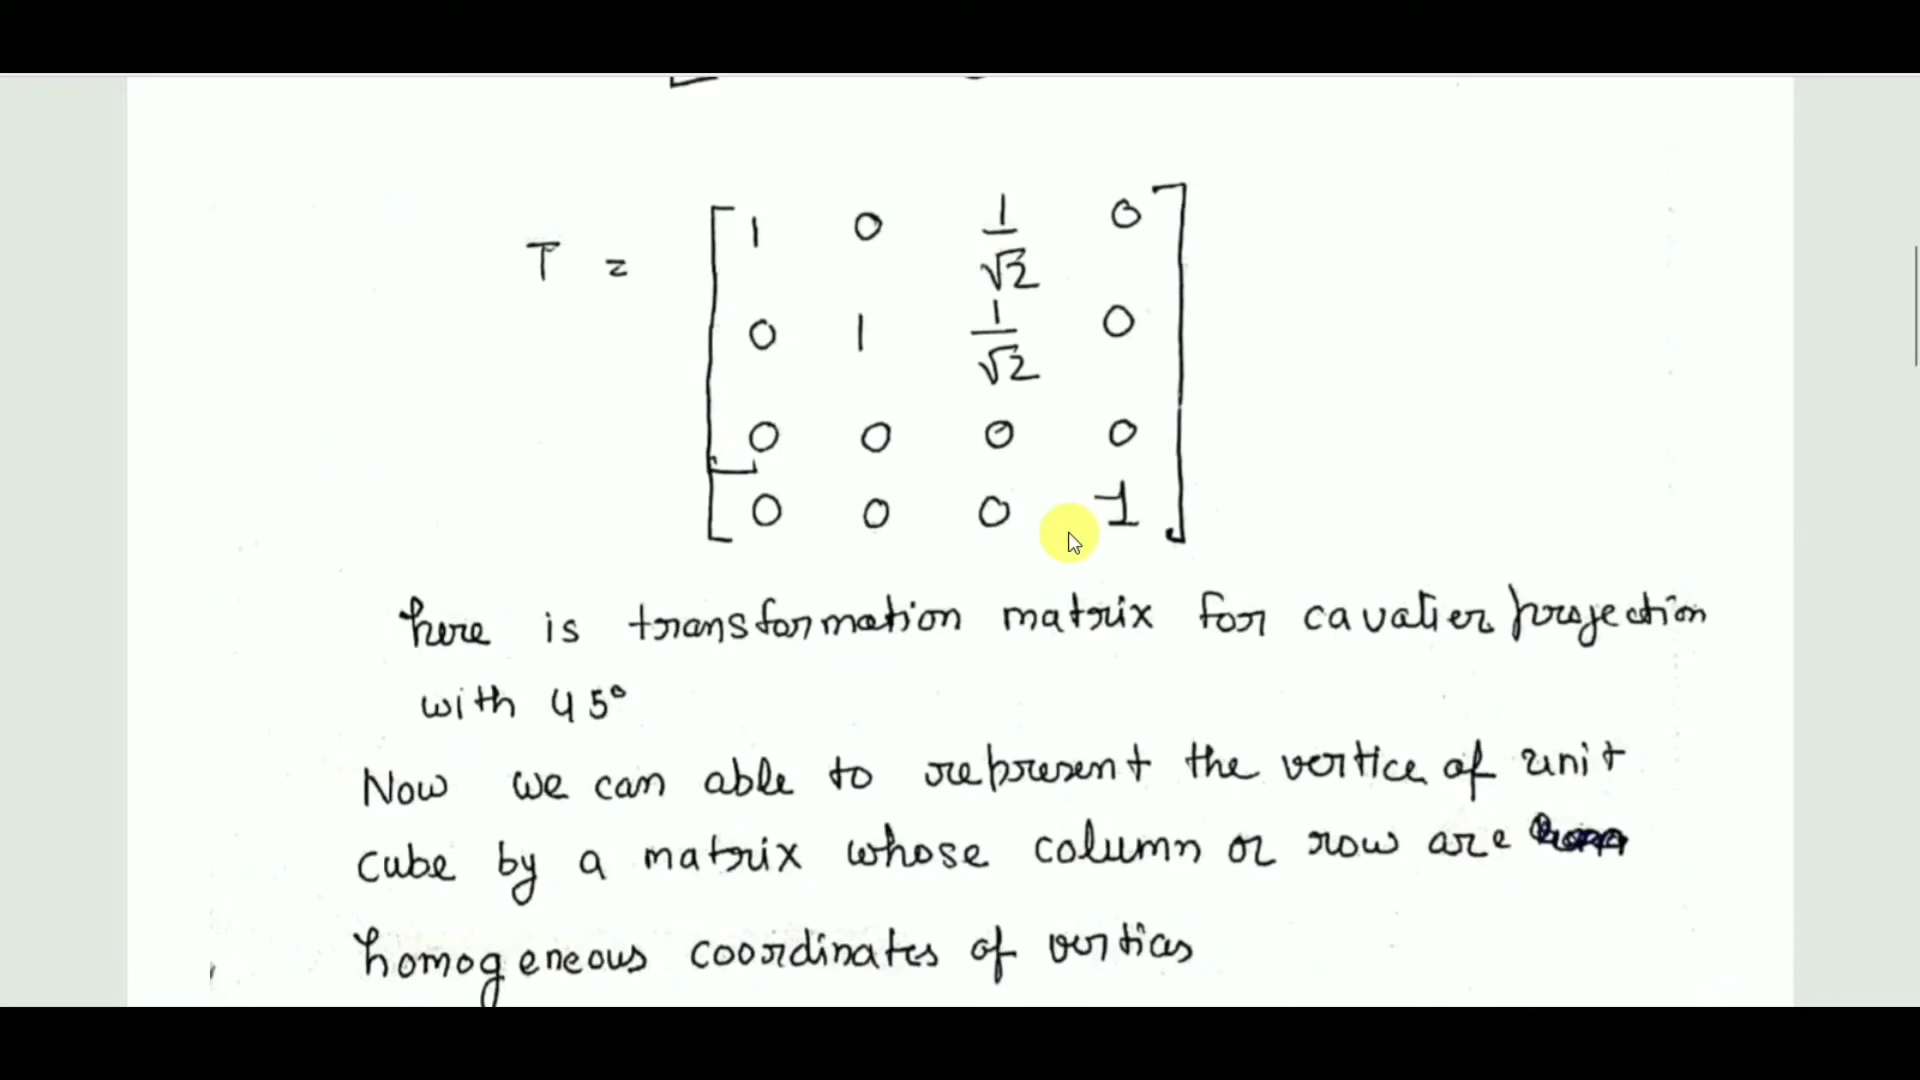 T = [ 1 0 1/√2 0
0 1 1/√2 0
0 0 0 0
0 0 0 1 ]
here is transformation matrix for cavalier projection
with 45°
Now we can able to represent the vertice of unit
cube by a matrix whose column or row are
homogeneous coordinates of vertices